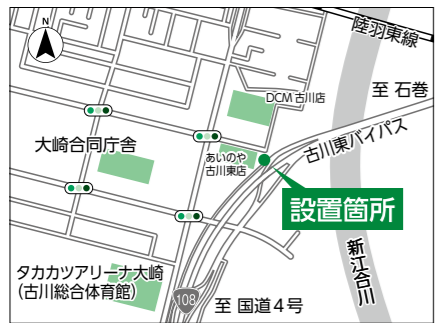 N
陸羽東線
DCM 古川店
至 石巻
大崎合同庁舎
あいのや
古川東店
古川東バイパス
設置箇所
新江合川
タカカツアリーナ大崎
（古川総合体育館）
108
至 国道4号